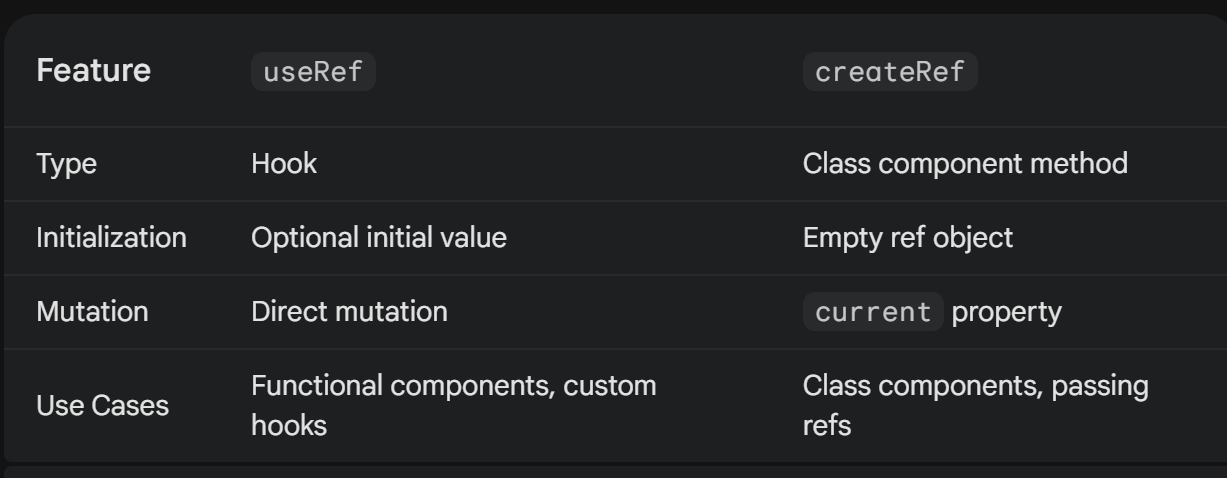 Feature useRef createRef
Type Hook Class component method
Initialization Optional initial value Empty ref object
Mutation Direct mutation current property
Use Cases Functional components, custom hooks Class components, passing refs